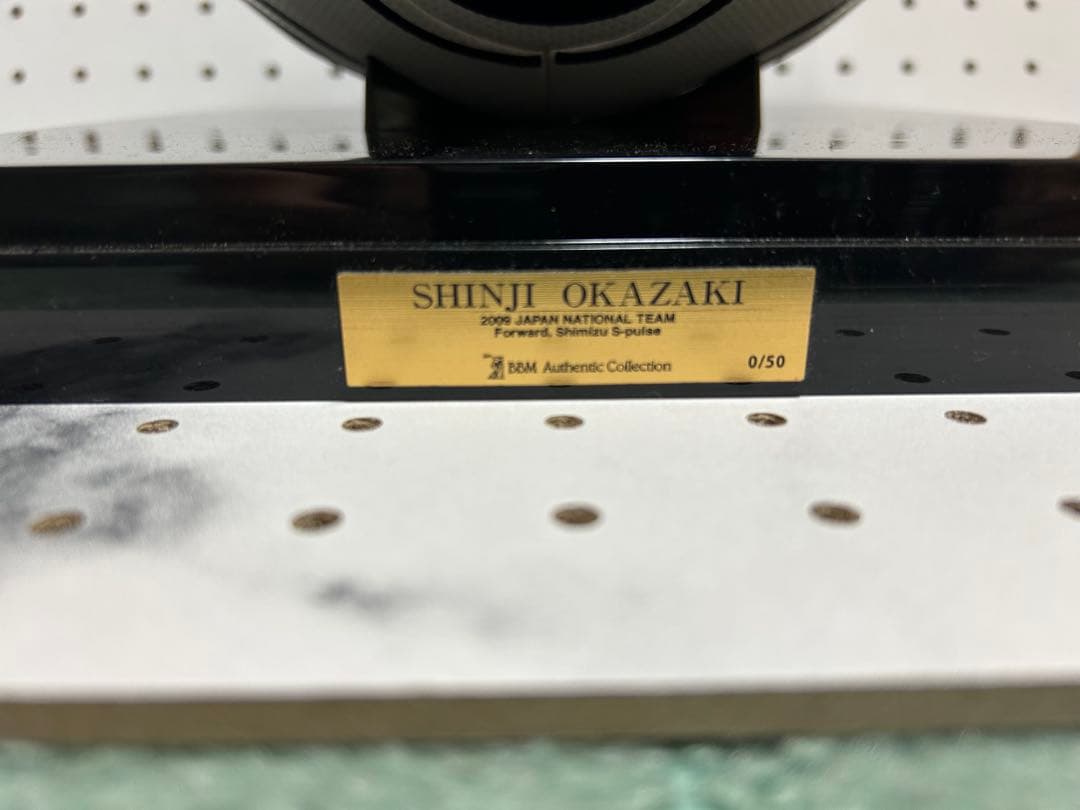 SHINJI OKAZAKI
2009 JAPAN NATIONAL TEAM
Forward, Shimizu S-pulse
BBM Authentic Collection 0/50